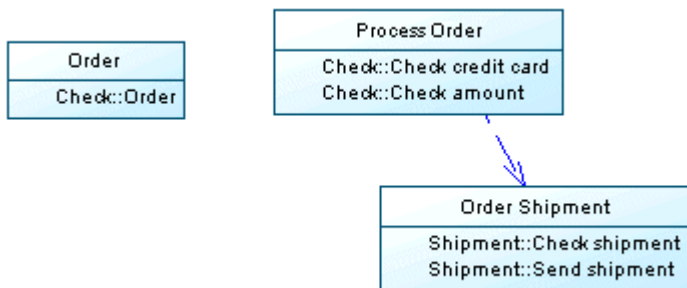 Order
Check::Order
Process Order
Check::Check credit card
Check::Check amount
Order Shipment
Shipment::Check shipment
Shipment::Send shipment